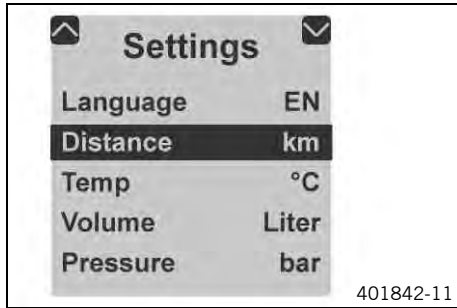 Settings
Language EN
Distance km
Temp °C
Volume Liter
Pressure bar
401842-11